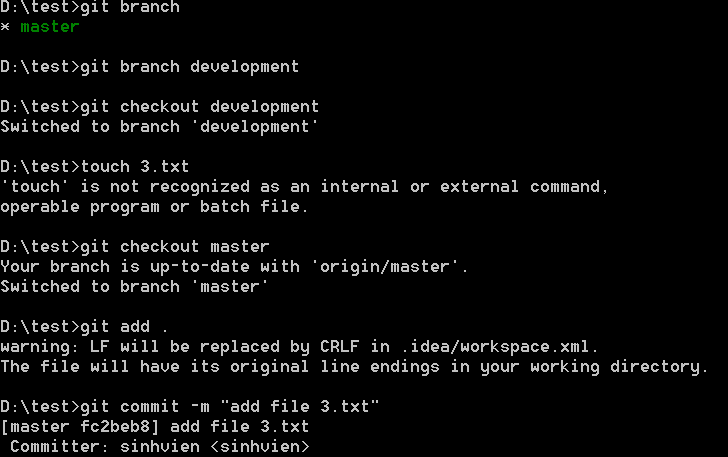 D:\test>git branch
* master
D:\test>git branch development
D:\test>git checkout development
Switched to branch 'development'
D:\test>touch 3.txt
'touch' is not recognized as an internal or external command,
operable program or batch file.
D:\test>git checkout master
Your branch is up-to-date with 'origin/master'.
Switched to branch 'master'
D:\test>git add .
warning: LF will be replaced by CRLF in .idea/workspace.xml.
The file will have its original line endings in your working directory.
D:\test>git commit -m "add file 3.txt"
[master fc2beb8] add file 3.txt
Committer: sinhvien <sinhvien>